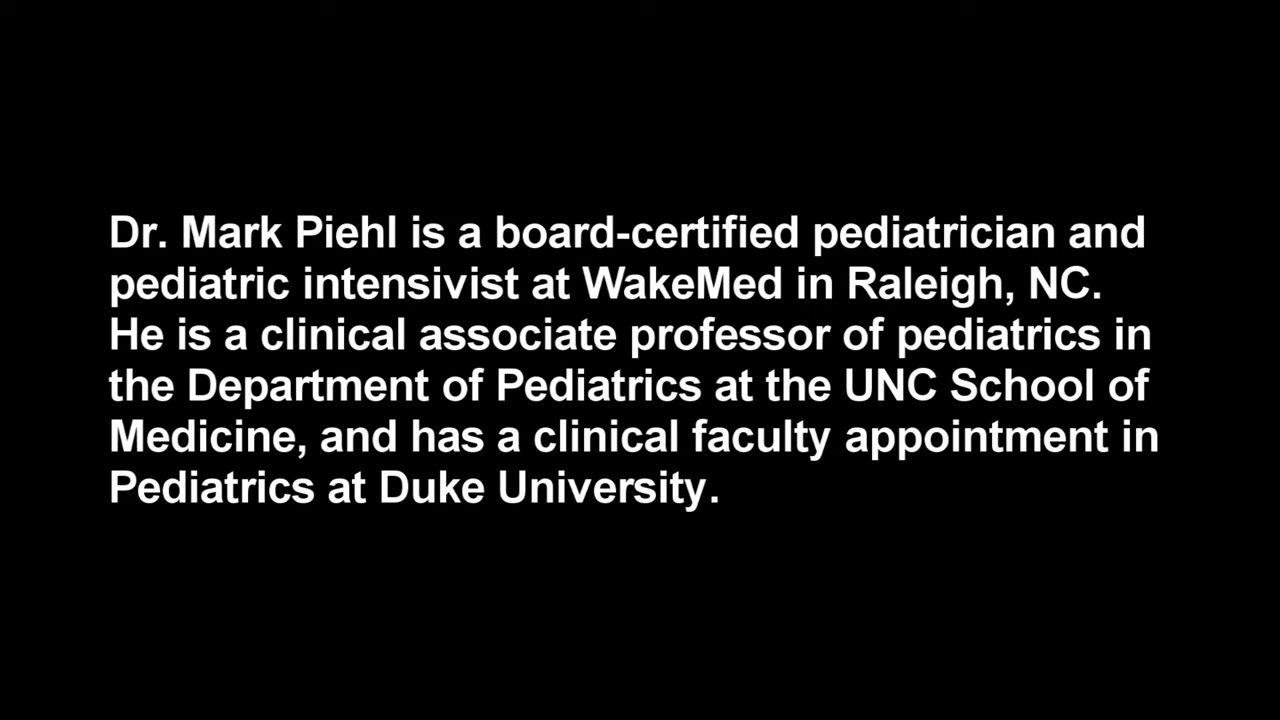 Dr. Mark Piehl is a board-certified pediatrician and
pediatric intensivist at WakeMed in Raleigh, NC.
He is a clinical associate professor of pediatrics in
the Department of Pediatrics at the UNC School of
Medicine, and has a clinical faculty appointment in
Pediatrics at Duke University.